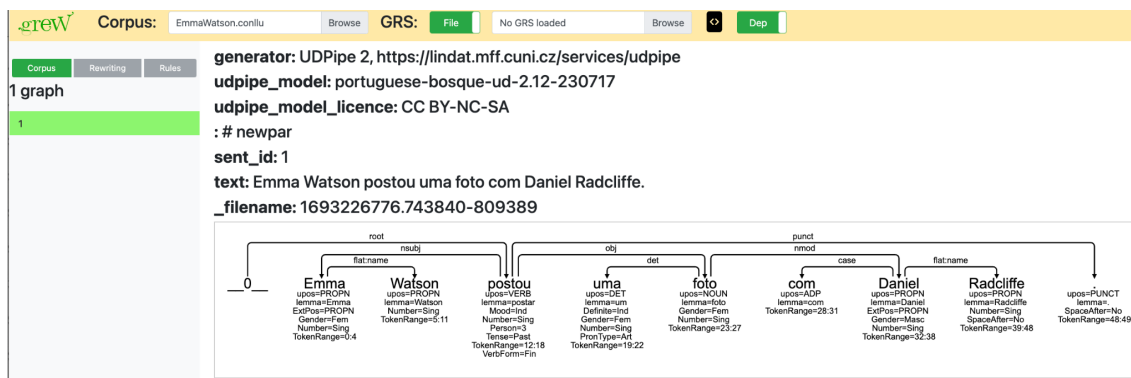 .grew Corpus: EmmaWatson.conllu Browse GRS: File No GRS loaded Browse <> Dep
Corpus Rewriting Rules
1 graph
1
generator: UDPipe 2, https://lindat.mff.cuni.cz/services/udpipe
udpipe_model: portuguese-bosque-ud-2.12-230717
udpipe_model_licence: CC BY-NC-SA
: # newpar
sent_id: 1
text: Emma Watson postou uma foto com Daniel Radcliffe.
_filename: 1693226776.743840-809389
root punct
nsubj obj nmod
flat:name det case flat:name
__0__ Emma Watson postou uma foto com Daniel Radcliffe .
upos=PROPN upos=PROPN upos=VERB upos=DET upos=NOUN upos=ADP upos=PROPN upos=PROPN upos=PUNCT
lemma=Emma lemma=Watson lemma=postar lemma=um lemma=foto lemma=com lemma=Daniel lemma=Radcliffe lemma=.
ExtPos=PROPN Number=Sing Mood=Ind Definite=Ind Gender=Fem TokenRange=28:31 ExtPos=PROPN Number=Sing SpaceAfter=No
Gender=Fem TokenRange=5:11 Number=Sing Gender=Fem Number=Sing Gender=Masc SpaceAfter=No TokenRange=48:49
Number=Sing Person=3 Number=Sing TokenRange=23:27 Number=Sing TokenRange=39:48
TokenRange=0:4 Tense=Past PronType=Art TokenRange=32:38
TokenRange=12:18 TokenRange=19:22
VerbForm=Fin